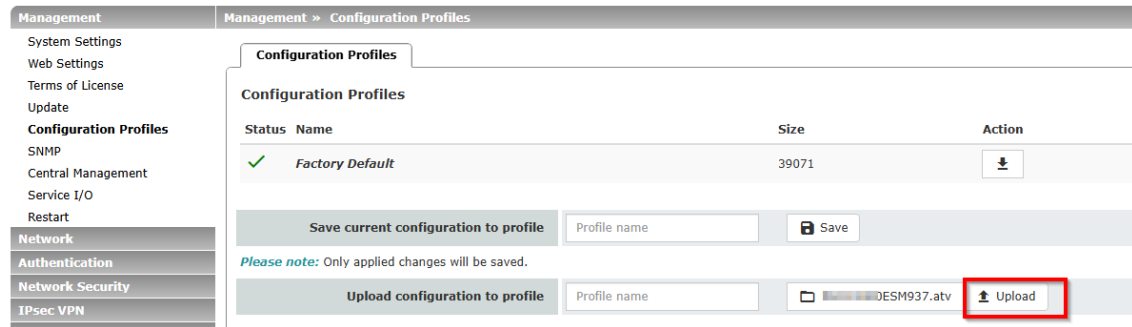 Management
Management » Configuration Profiles
System Settings
Web Settings
Terms of License
Update
Configuration Profiles
SNMP
Central Management
Service I/O
Restart
Network
Authentication
Network Security
IPsec VPN
Configuration Profiles
Configuration Profiles
Status Name Size Action
Factory Default 39071
Save current configuration to profile Profile name Save
Please note: Only applied changes will be saved.
Upload configuration to profile Profile name Upload